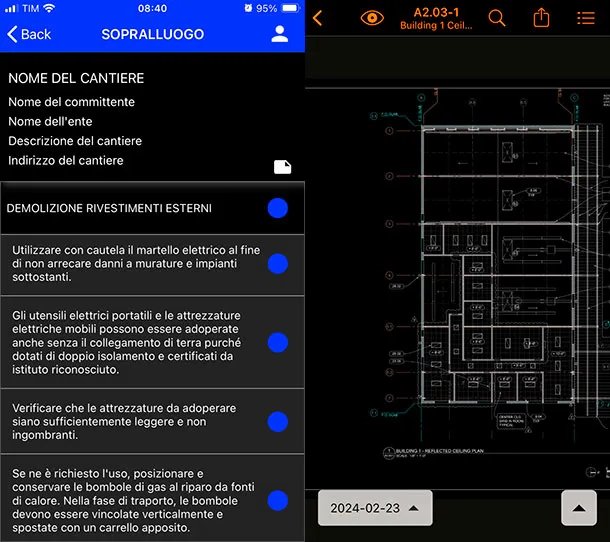 TIM 08:40 95%
Back SOPRALLUOGO
NOME DEL CANTIERE
Nome del committente
Nome dell'ente
Descrizione del cantiere
Indirizzo del cantiere
DEMOLIZIONE RIVESTIMENTI ESTERNI
Utilizzare con cautela il martello elettrico al fine
di non arrecare danni a murature e impianti
sottostanti.
Gli utensili elettrici portatili e le attrezzature
elettriche mobili possono essere adoperate
anche senza il collegamento di terra purché
dotati di doppio isolamento e certificati da
istituto riconosciuto.
Verificare che le attrezzature da adoperare
siano sufficientemente leggere e non
ingombranti.
Se ne è richiesto l'uso, posizionare e
conservare le bombole di gas al riparo da fonti
di calore. Nella fase di traporto, le bombole
devono essere vincolate verticalmente e
spostate con un carrello apposito.
A2.03-1
Building 1 Ceil...
BUILDING 1 - REFLECTED CEILING PLAN
2024-02-23